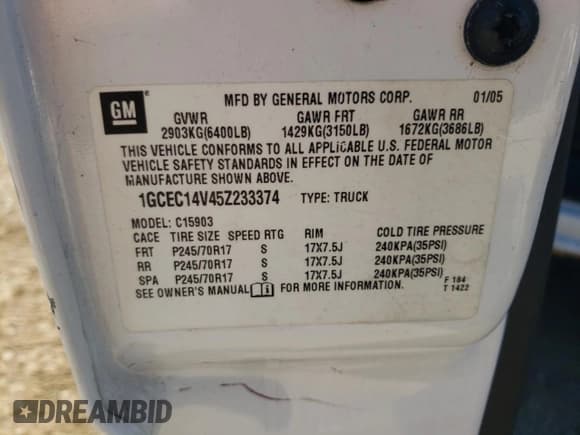 GM ®
MFD BY GENERAL MOTORS CORP. 01/05
GVWR GAWR FRT GAWR RR
2903KG(6400LB) 1429KG(3150LB) 1672KG(3686LB)
THIS VEHICLE CONFORMS TO ALL APPLICABLE U.S. FEDERAL MOTOR
VEHICLE SAFETY STANDARDS IN EFFECT ON THE DATE OF
MANUFACTURE SHOWN ABOVE.
1GCEC14V45Z233374 TYPE: TRUCK
MODEL: C15903
CACE TIRE SIZE SPEED RTG RIM COLD TIRE PRESSURE
FRT P245/70R17 S 17X7.5J 240KPA(35PSI)
RR P245/70R17 S 17X7.5J 240KPA(35PSI)
SPA P245/70R17 S 17X7.5J 240KPA(35PSI)
SEE OWNER'S MANUAL FOR MORE INFORMATION.
F 184
T 1422
DREAMBID